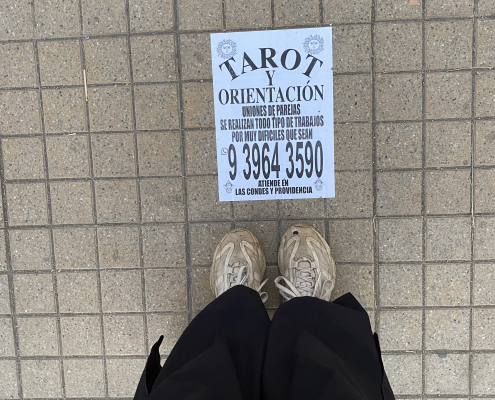 TAROT
Y
ORIENTACIÓN
UNIONES DE PAREJAS
SE REALIZAN TODO TIPO DE TRABAJOS
POR MUY DIFICILES QUE SEAN
9 3964 3590
ATIENDE EN
LAS CONDES Y PROVIDENCIA